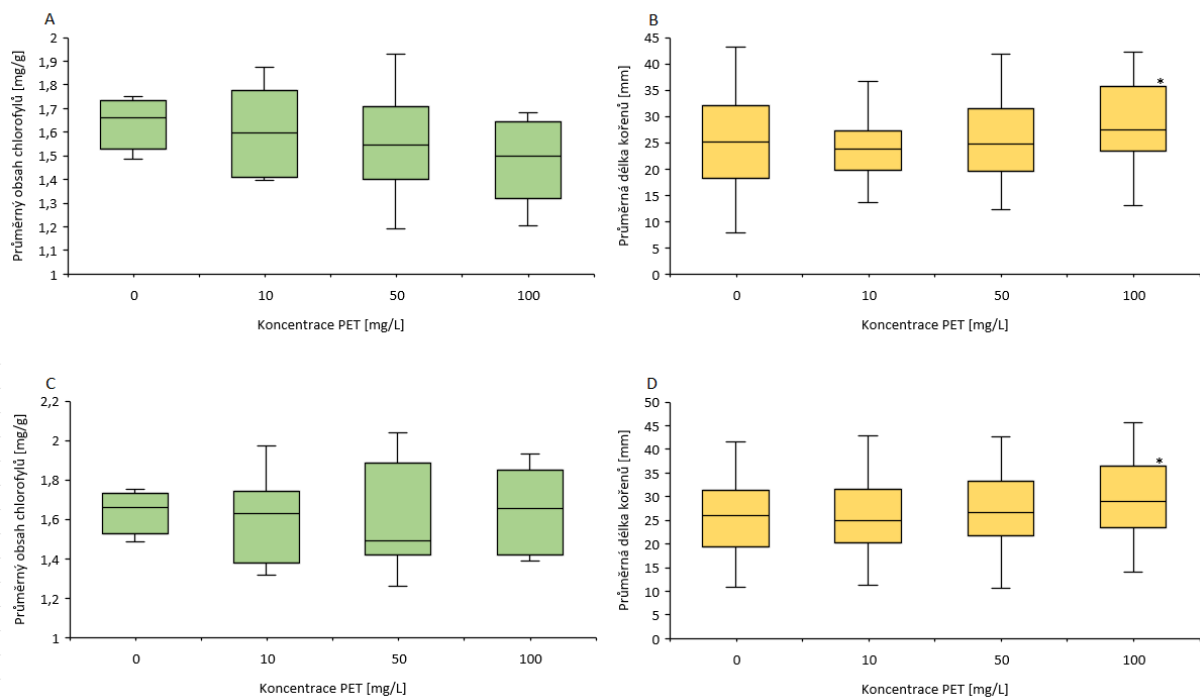 A
Průměrný obsah chlorofylů [mg/g]
2
1,9
1,8
1,7
1,6
1,5
1,4
1,3
1,2
1,1
1
0 10 50 100
Koncentrace PET [mg/L]
B
Průměrná délka kořenů [mm]
45
40
35
30
25
20
15
10
5
0
*
0 10 50 100
Koncentrace PET [mg/L]
C
Průměrný obsah chlorofylů [mg/g]
2,2
2
1,8
1,6
1,4
1,2
1
0 10 50 100
Koncentrace PET [mg/L]
D
Průměrná délka kořenů [mm]
50
45
40
35
30
25
20
15
10
5
0
*
0 10 50 100
Koncentrace PET [mg/L]